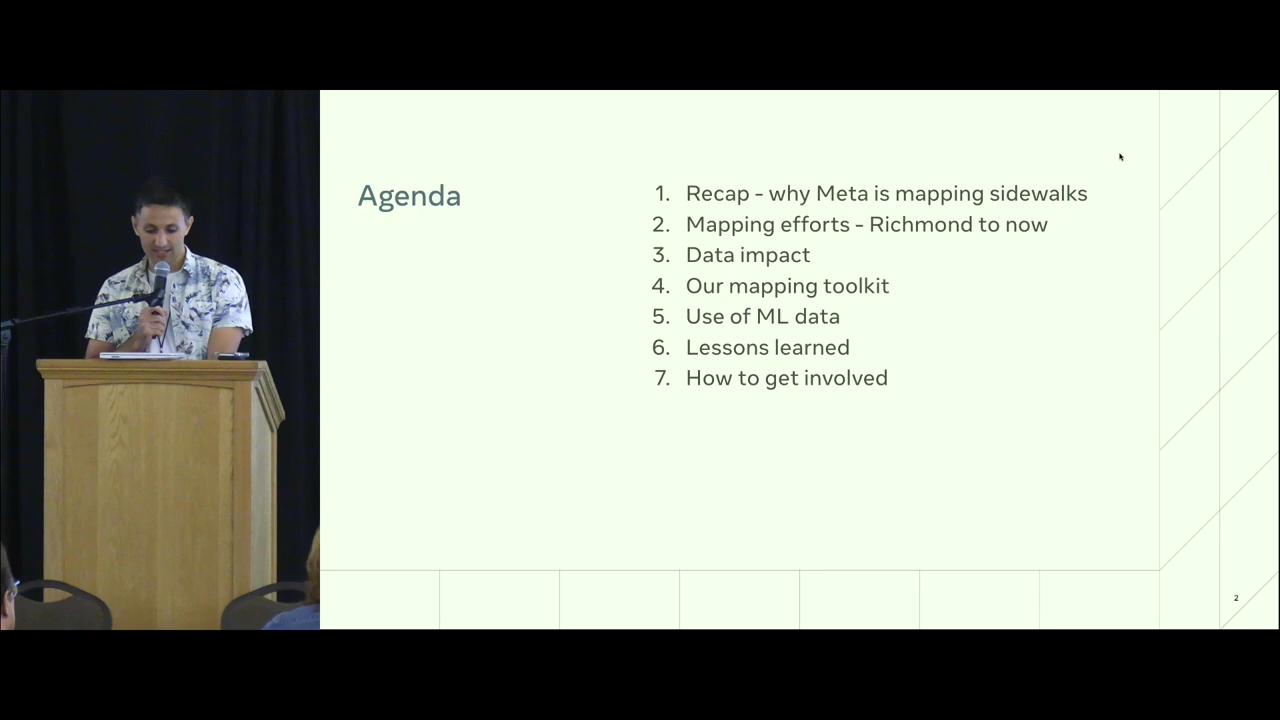 Agenda
1. Recap - why Meta is mapping sidewalks
2. Mapping efforts - Richmond to now
3. Data impact
4. Our mapping toolkit
5. Use of ML data
6. Lessons learned
7. How to get involved
2